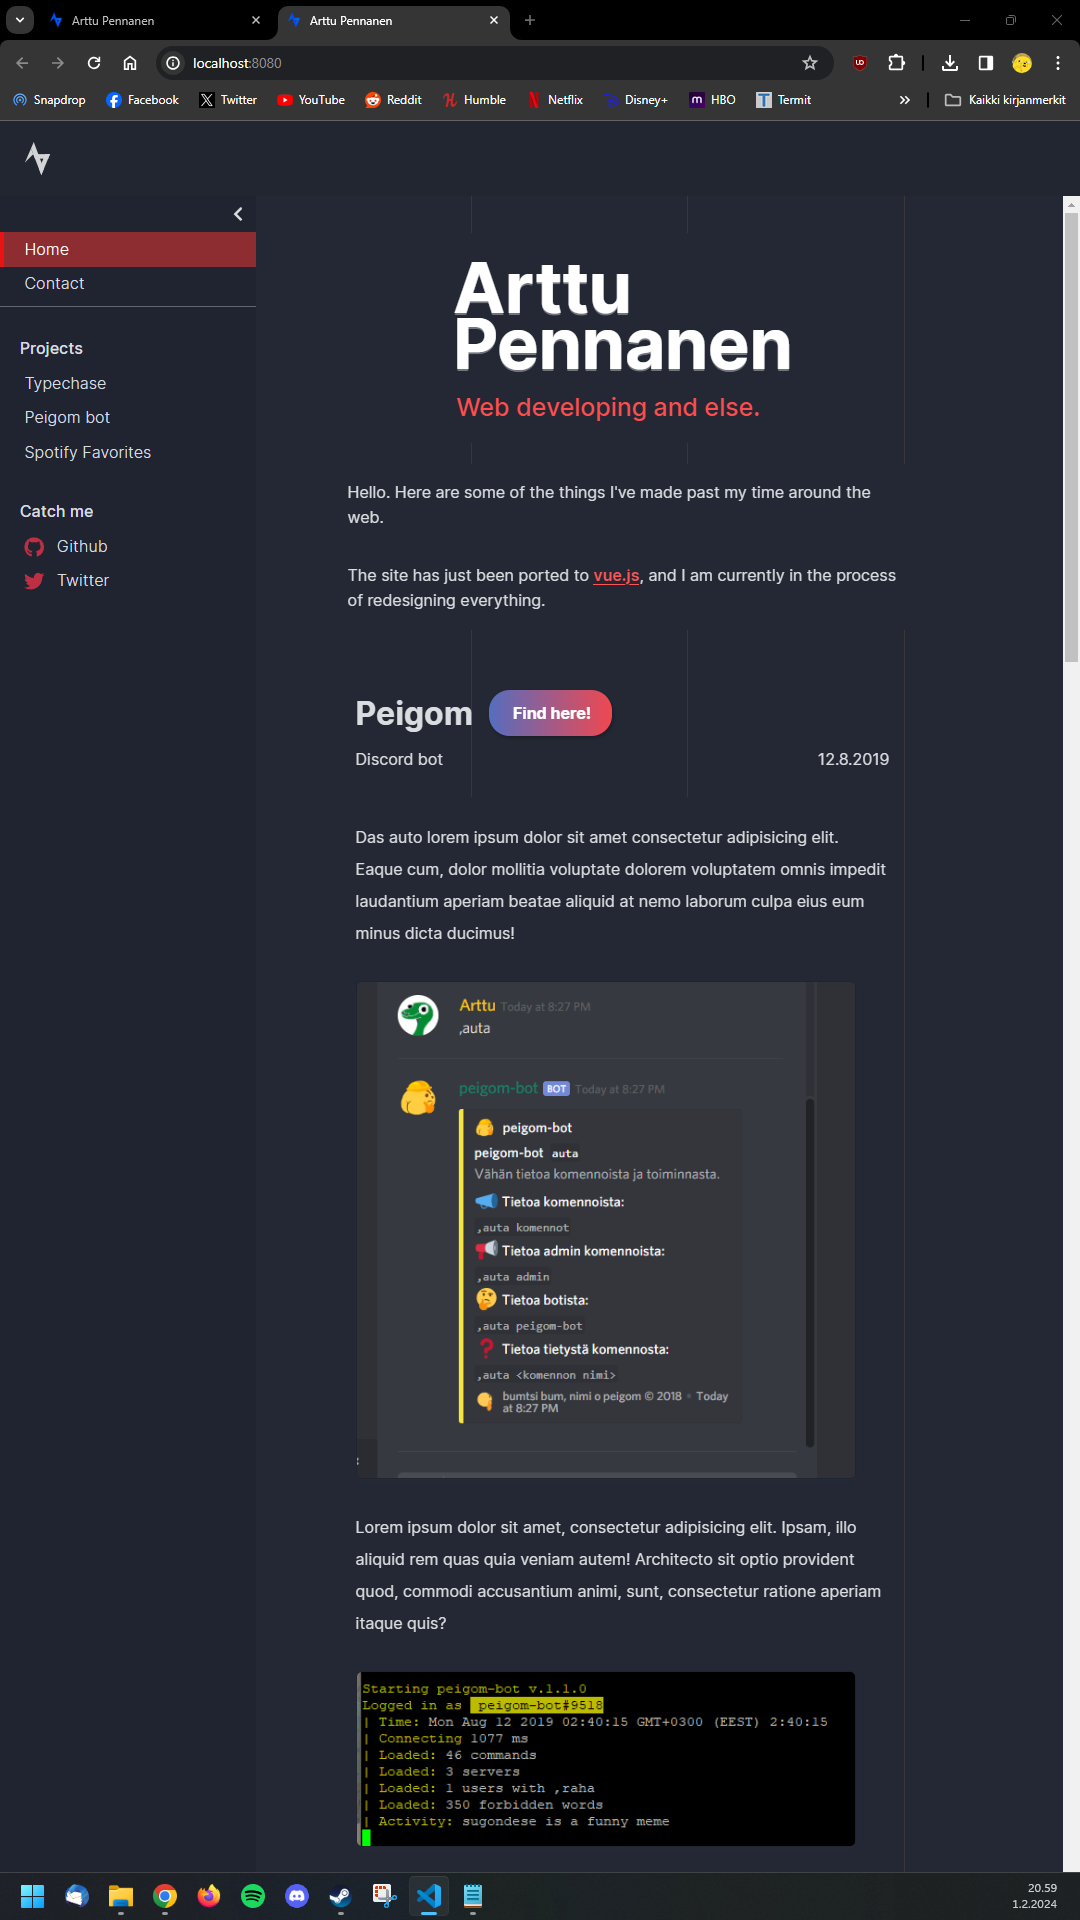 Arttu Pennanen
Arttu Pennanen
localhost:8080
Snapdrop
Facebook
Twitter
YouTube
Reddit
Humble
Netflix
Disney+
HBO
Termit
Kaikki kirjanmerkit
Home
Contact
Projects
Typechase
Peigom bot
Spotify Favorites
Catch me
Github
Twitter
Arttu
Pennanen
Web developing and else.
Hello. Here are some of the things I've made past my time around the
web.
The site has just been ported to vue.js, and I am currently in the process
of redesigning everything.
Peigom
Find here!
Discord bot
12.8.2019
Das auto lorem ipsum dolor sit amet consectetur adipisicing elit.
Eaque cum, dolor mollitia voluptate dolorem voluptatem omnis impedit
laudantium aperiam beatae aliquid at nemo laborum culpa eius eum
minus dicta ducimus!
Arttu Today at 8:27 PM
,auta
peigom-bot BOT Today at 8:27 PM
peigom-bot
peigom-bot auta
Vähän tietoa komennoista ja toiminnasta.
Tietoa komennoista:
,auta komennot
Tietoa admin komennoista:
,auta admin
Tietoa botista:
,auta peigom-bot
Tietoa tietystä komennosta:
,auta <komennon nimi>
bumtsi bum, nimi o peigom © 2018 • Today
at 8:27 PM
Lorem ipsum dolor sit amet, consectetur adipisicing elit. Ipsam, illo
aliquid rem quas quia veniam autem! Architecto sit optio provident
quod, commodi accusantium animi, sunt, consectetur ratione aperiam
itaque quis?
Starting peigom-bot v.1.1.0
Logged in as peigom-bot#9518
| Time: Mon Aug 12 2019 02:40:15 GMT+0300 (EEST) 2:40:15
| Connecting 1077 ms
| Loaded: 46 commands
| Loaded: 3 servers
| Loaded: 1 users with ,raha
| Loaded: 350 forbidden words
| Activity: sugondese is a funny meme
20.59
1.2.2024